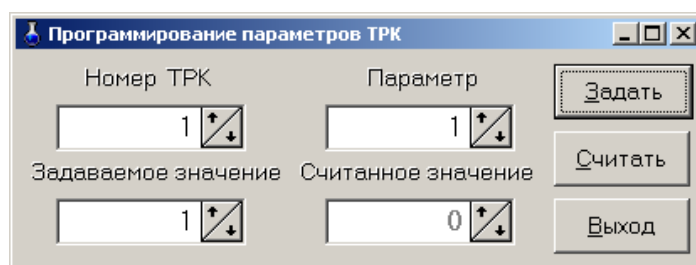 Программирование параметров ТРК
Номер ТРК Параметр Задать
1 1
Задаваемое значение Считанное значение Считать
1 0 Выход